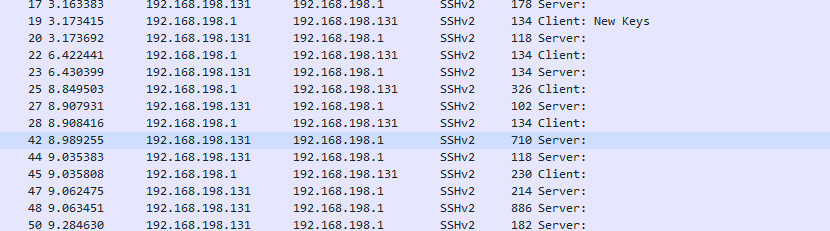 17 3.163383 192.168.198.131 192.168.198.1 SSHv2 178 Server:
19 3.173415 192.168.198.1 192.168.198.131 SSHv2 134 Client: New Keys
20 3.173692 192.168.198.131 192.168.198.1 SSHv2 118 Server:
22 6.422441 192.168.198.1 192.168.198.131 SSHv2 134 Client:
23 6.430399 192.168.198.131 192.168.198.1 SSHv2 134 Server:
25 8.849503 192.168.198.1 192.168.198.131 SSHv2 326 Client:
27 8.907931 192.168.198.131 192.168.198.1 SSHv2 102 Server:
28 8.908416 192.168.198.1 192.168.198.131 SSHv2 134 Client:
42 8.989255 192.168.198.131 192.168.198.1 SSHv2 710 Server:
44 9.035383 192.168.198.131 192.168.198.1 SSHv2 118 Server:
45 9.035808 192.168.198.1 192.168.198.131 SSHv2 230 Client:
47 9.062475 192.168.198.131 192.168.198.1 SSHv2 214 Server:
48 9.063451 192.168.198.131 192.168.198.1 SSHv2 886 Server:
50 9.284630 192.168.198.131 192.168.198.1 SSHv2 182 Server: